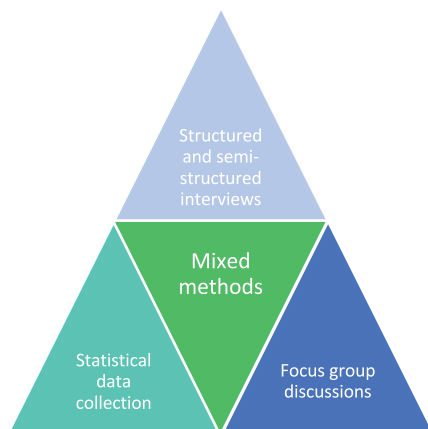 Structured
and semi-
structured
interviews
Mixed
methods
Statistical
data
collection
Focus group
discussions